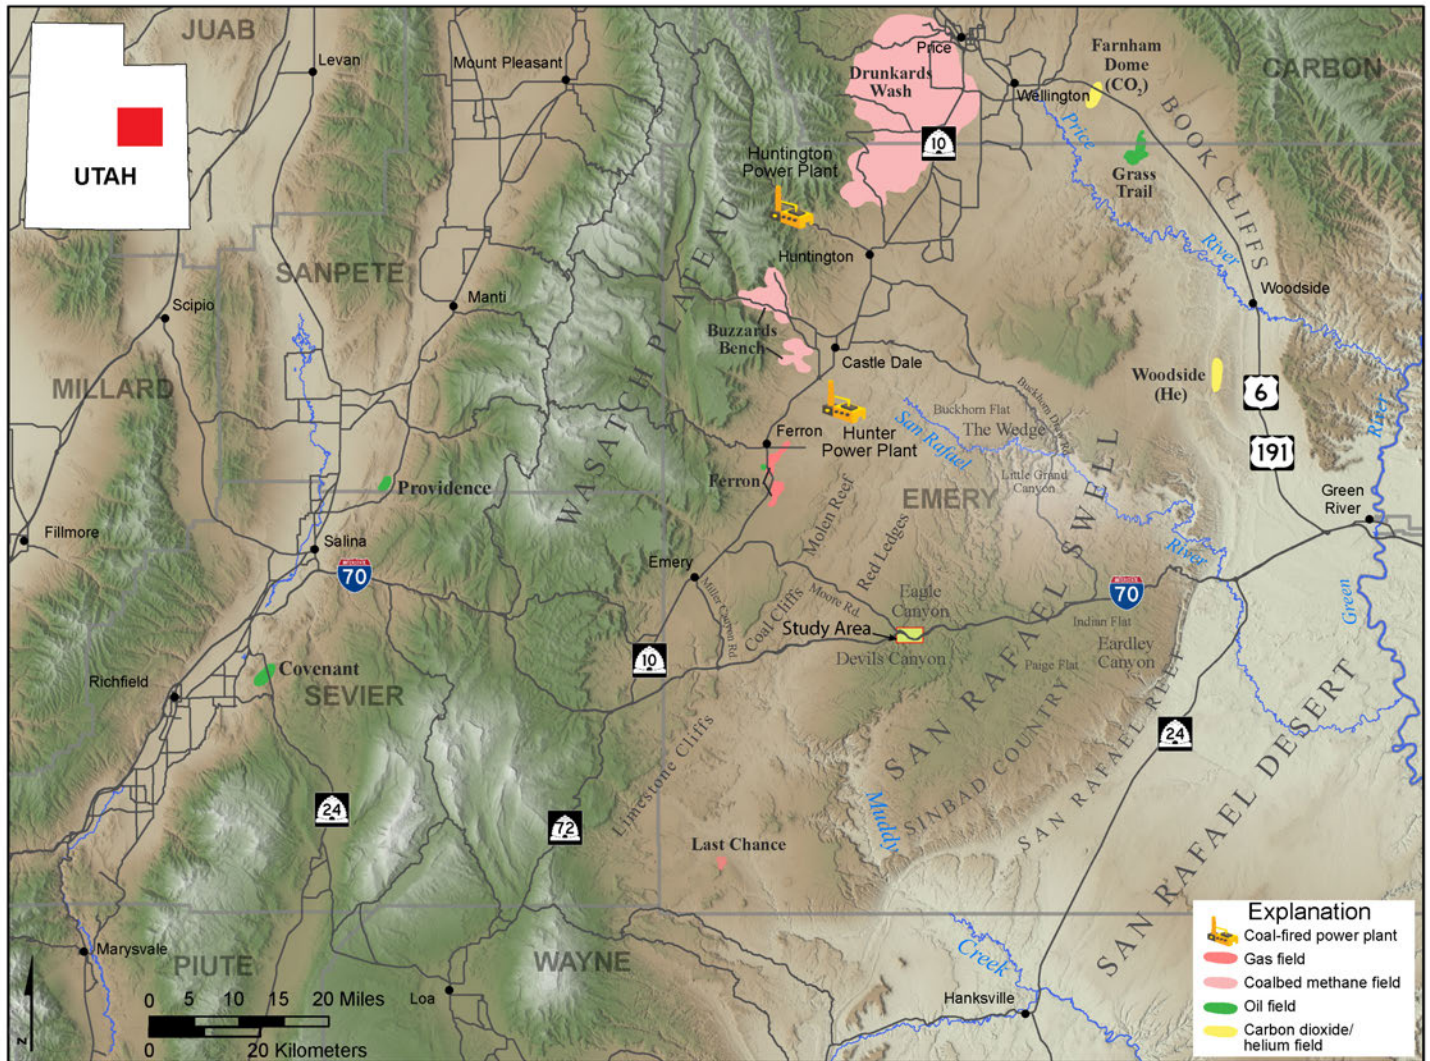 JUAB
Levan
Mount Pleasant
Price
Drunkards
Wash
Farnham
Dome
(CO₂)
CARBON
Wellington
BOOK CLIFFS
Price
River
UTAH
10
Huntington
Power Plant
Grass
Trail
SANPETE
Huntington
Scipio
Manti
Woodside
WASATCH PLATEAU
Buzzards
Bench
Castle Dale
MILLARD
Woodside
(He)
6
Buckhorn Flat
Buckhorn Draw Rd.
The Wedge
San Rafael
River
Hunter
Power Plant
Ferron
191
River
Green
Little Grand
Canyon
Ferron
Providence
EMERY
Green
River
Molen Reef
Fillmore
Salina
Red Ledges
Emery
70
Eagle
Canyon
70
Moore Rd.
Miller Canyon Rd
Coal Cliffs
Study Area
Indian Flat
Eardley
Canyon
Devils Canyon
Paige Flat
10
Covenant
Richfield
SEVIER
SAN RAFAEL SWELL
24
Limestone Cliffs
SINBAD COUNTRY
SAN RAFAEL REEF
SAN RAFAEL DESERT
24
72
Muddy
Creek
Last Chance
Marysvale
PIUTE
WAYNE
Loa
Hanksville
Explanation
Coal-fired power plant
Gas field
Coalbed methane field
Oil field
Carbon dioxide/
helium field
0 5 10 15 20 Miles
0 20 Kilometers
N